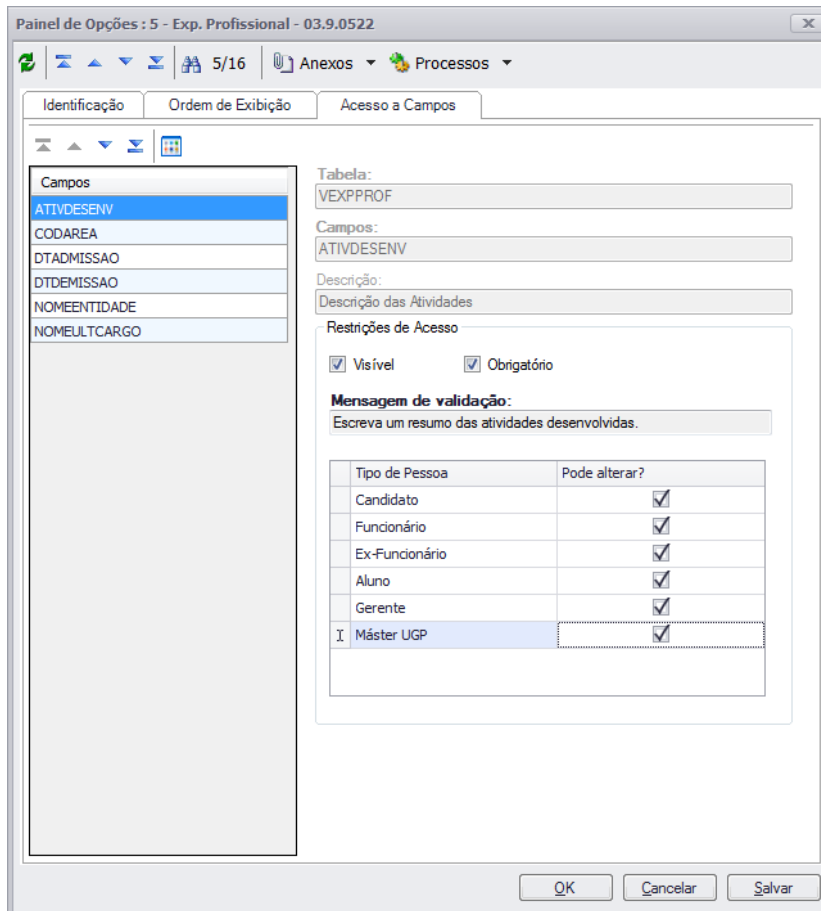 Painel de Opções : 5 - Exp. Profissional - 03.9.0522
5/16 Anexos Processos
Identificação Ordem de Exibição Acesso a Campos
Campos
ATIVDESENV
CODAREA
DTADMISSAO
DTDEMISSAO
NOMEENTIDADE
NOMEULTCARGO
Tabela:
VEXPPROF
Campos:
ATIVDESENV
Descrição:
Descrição das Atividades
Restrições de Acesso
Visível Obrigatório
Mensagem de validação:
Escreva um resumo das atividades desenvolvidas.
Tipo de Pessoa Pode alterar?
Candidato
Funcionário
Ex-Funcionário
Aluno
Gerente
Máster UGP
OK Cancelar Salvar